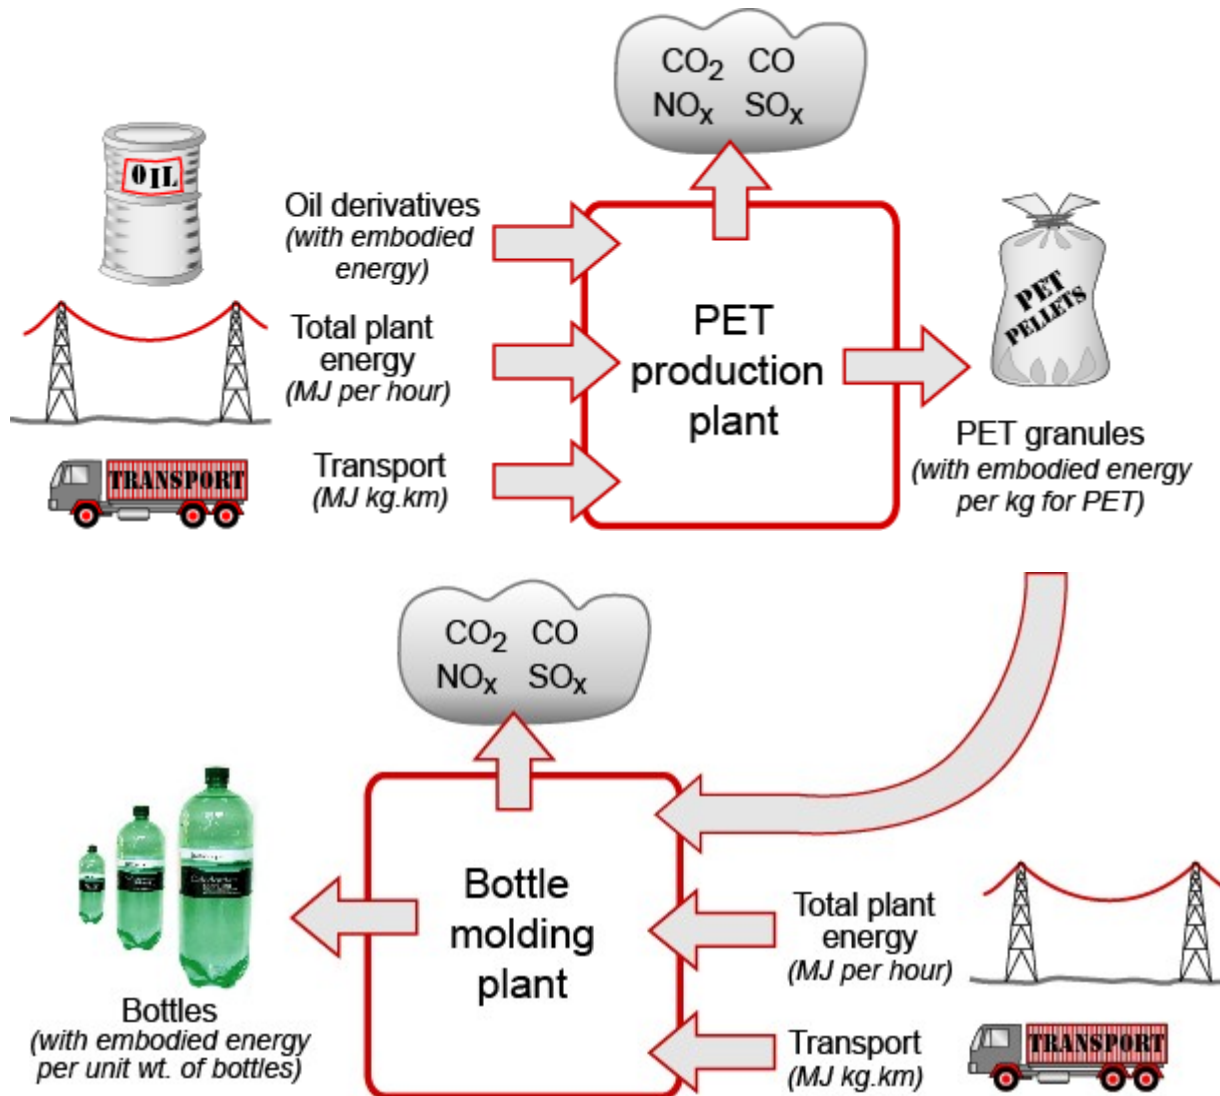 CO₂ CO
NOₓ SOₓ
OIL
Oil derivatives
(with embodied
energy)
Total plant
energy
(MJ per hour)
TRANSPORT
Transport
(MJ kg.km)
PET
production
plant
PET
PELLETS
PET granules
(with embodied energy
per kg for PET)
CO₂ CO
NOₓ SOₓ
Bottle
molding
plant
Bottles
(with embodied energy
per unit wt. of bottles)
Total plant
energy
(MJ per hour)
Transport
(MJ kg.km)
TRANSPORT